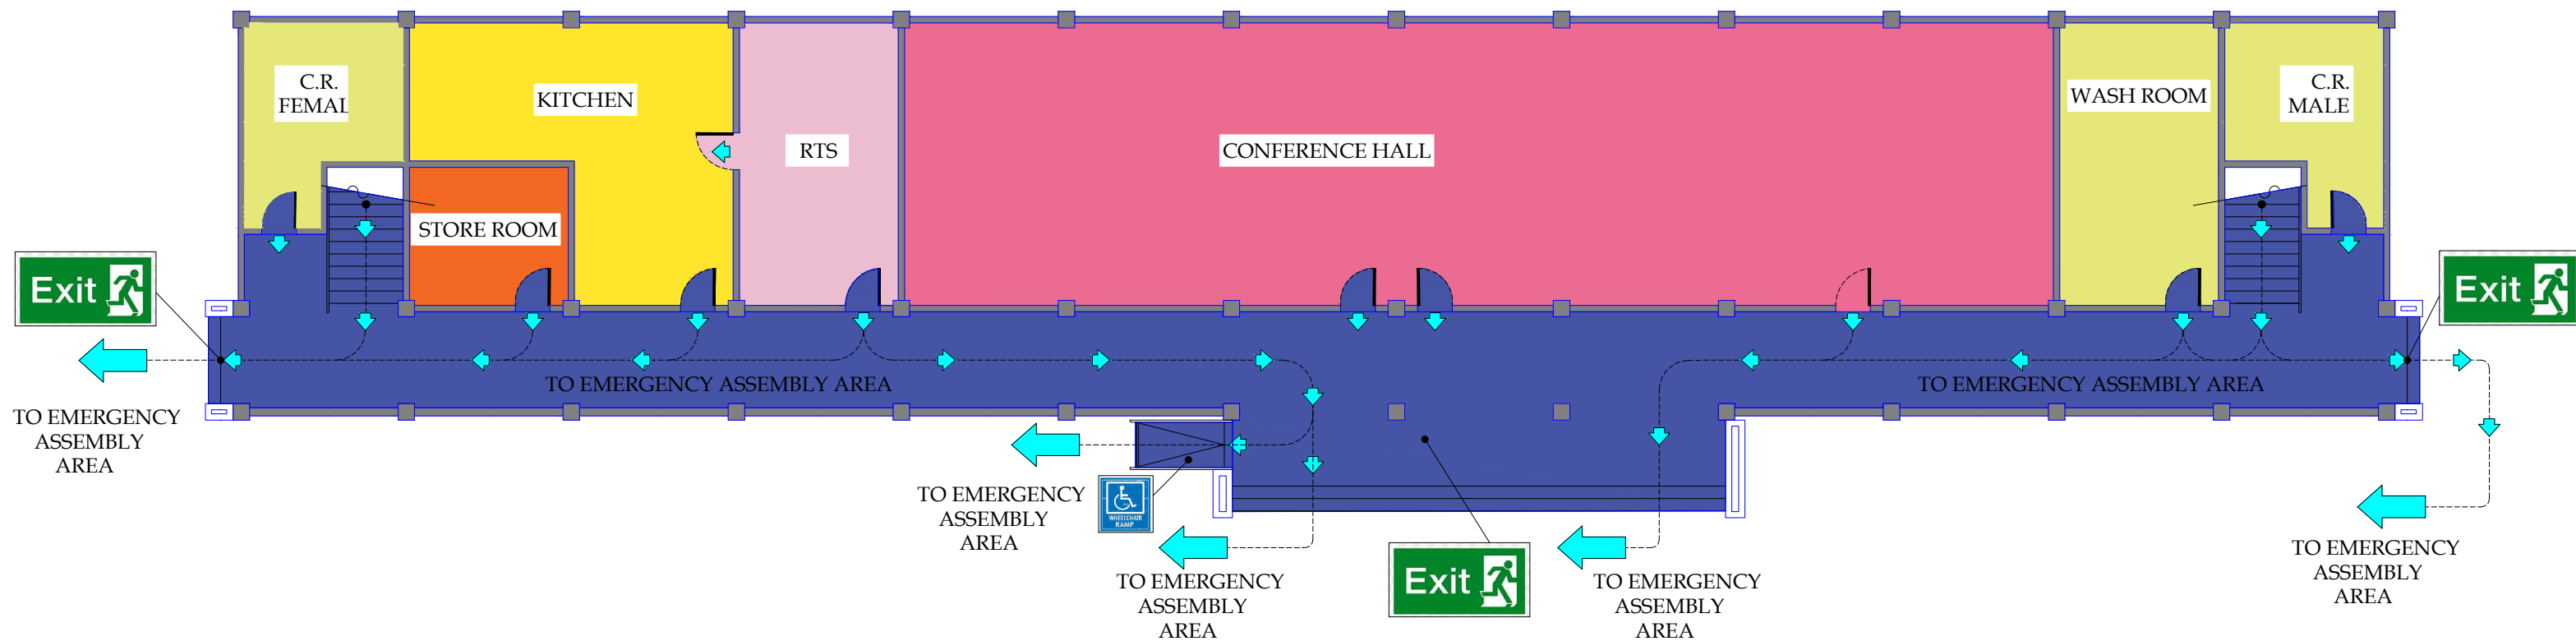 C.R.
FEMAL
KITCHEN
RTS
CONFERENCE HALL
WASH ROOM
C.R.
MALE
STORE ROOM
Exit
Exit
TO EMERGENCY ASSEMBLY AREA
TO EMERGENCY ASSEMBLY AREA
TO EMERGENCY
ASSEMBLY
AREA
TO EMERGENCY
ASSEMBLY
AREA
WHEELCHAIR
RAMP
TO EMERGENCY
ASSEMBLY
AREA
Exit
TO EMERGENCY
ASSEMBLY
AREA
TO EMERGENCY
ASSEMBLY
AREA